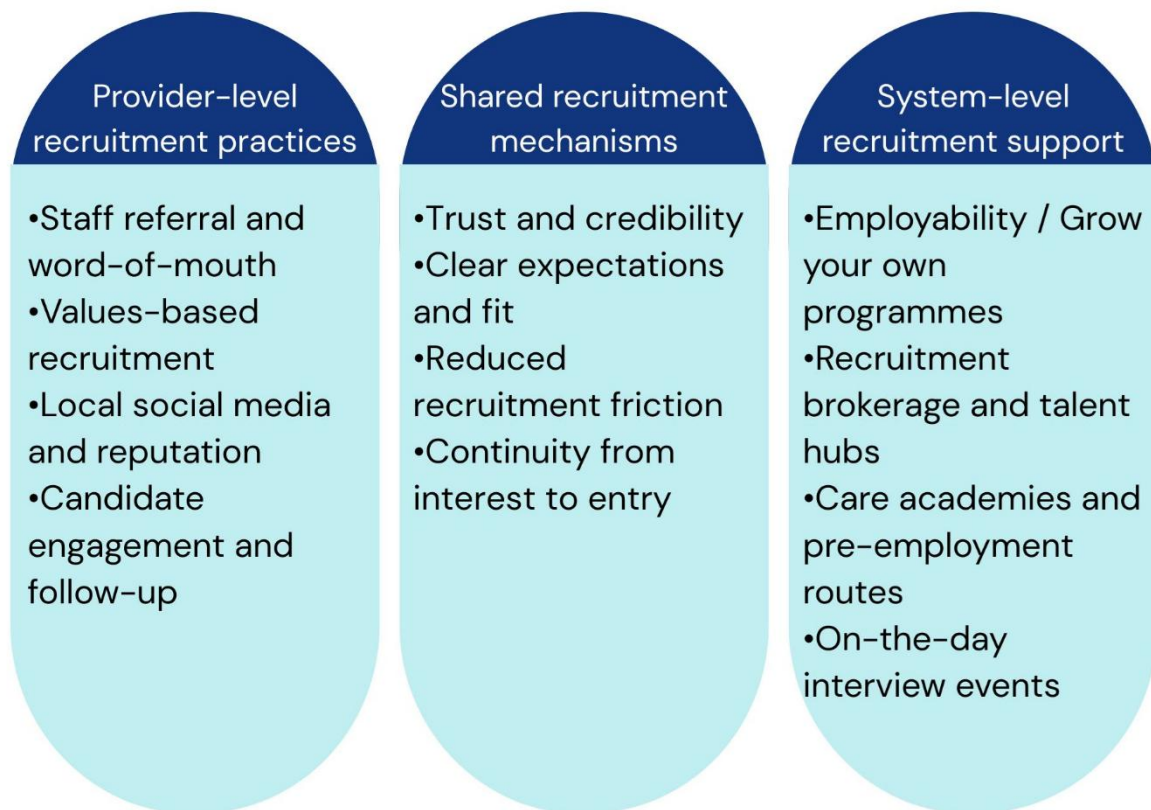 Provider-level
recruitment practices
•Staff referral and
word-of-mouth
•Values-based
recruitment
•Local social media
and reputation
•Candidate
engagement and
follow-up
Shared recruitment
mechanisms
•Trust and credibility
•Clear expectations
and fit
•Reduced
recruitment friction
•Continuity from
interest to entry
System-level
recruitment support
•Employability / Grow
your own
programmes
•Recruitment
brokerage and talent
hubs
•Care academies and
pre-employment
routes
•On-the-day
interview events